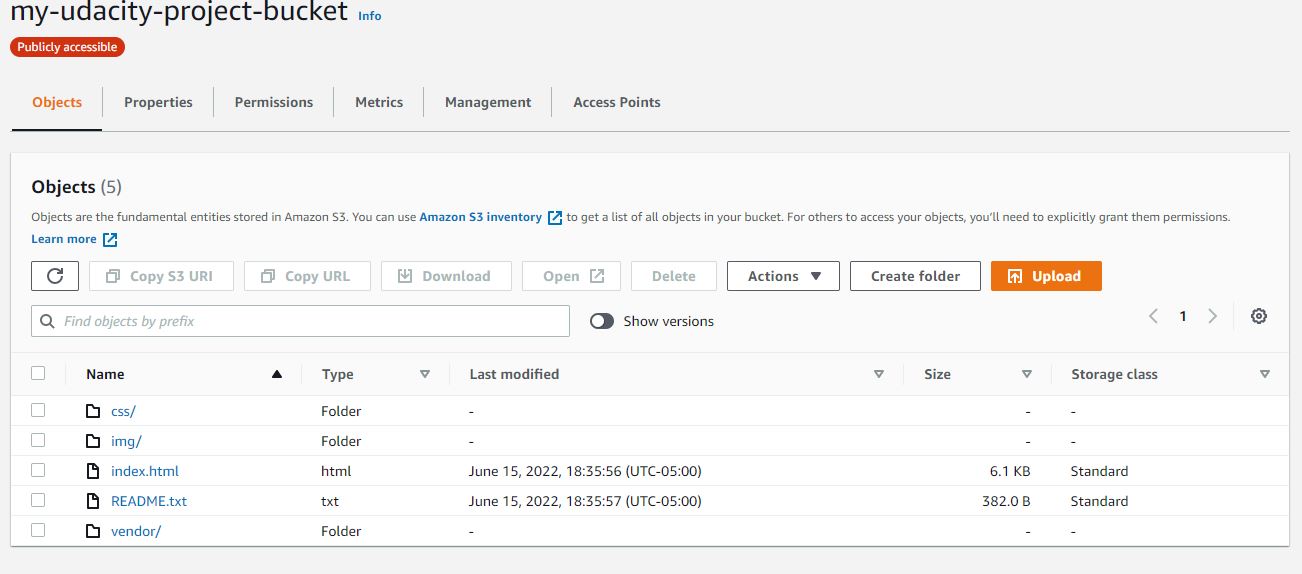 my-udacity-project-bucket Info
Publicly accessible
Objects Properties Permissions Metrics Management Access Points
Objects (5)
Objects are the fundamental entities stored in Amazon S3. You can use Amazon S3 inventory to get a list of all objects in your bucket. For others to access your objects, you'll need to explicitly grant them permissions.
Learn more
Copy S3 URI Copy URL Download Open Delete Actions Create folder Upload
Find objects by prefix Show versions 1
Name Type Last modified Size Storage class
css/ Folder - - -
img/ Folder - - -
index.html html June 15, 2022, 18:35:56 (UTC-05:00) 6.1 KB Standard
README.txt txt June 15, 2022, 18:35:57 (UTC-05:00) 382.0 B Standard
vendor/ Folder - - -